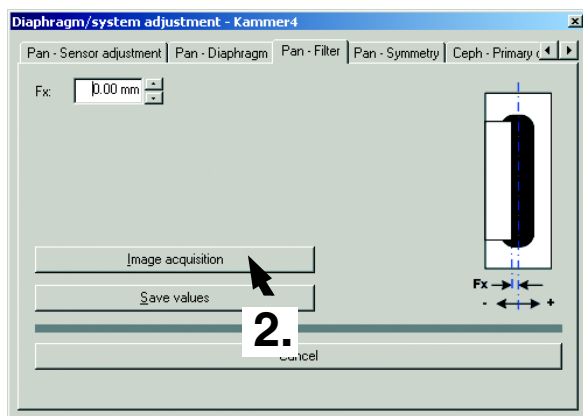 Diaphragm/system adjustment - Kammer4
Pan - Sensor adjustment Pan - Diaphragm Pan - Filter Pan - Symmetry Ceph - Primary
Fx: 0.00 mm
Image acquisition
Save values
2.
Cancel
Fx
- +